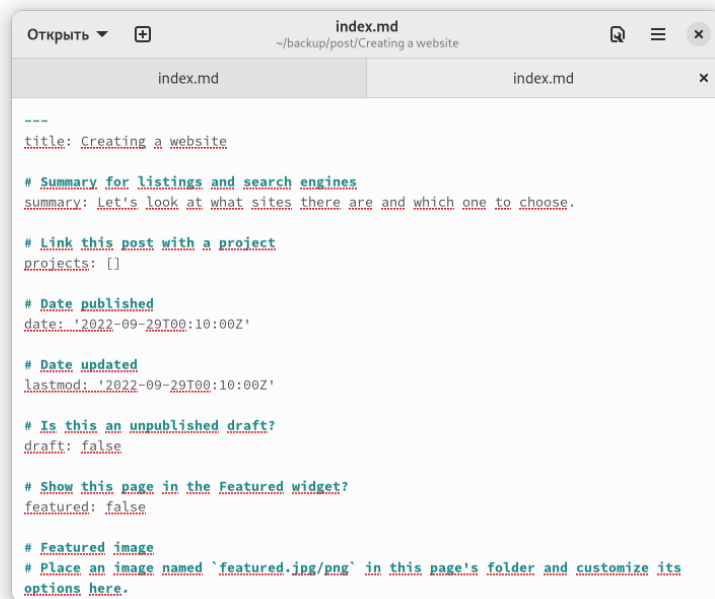 Открыть
index.md
~/backup/post/Creating a website
index.md
index.md
---
title: Creating a website
# Summary for listings and search engines
summary: Let's look at what sites there are and which one to choose.
# Link this post with a project
projects: []
# Date published
date: '2022-09-29T00:10:00Z'
# Date updated
lastmod: '2022-09-29T00:10:00Z'
# Is this an unpublished draft?
draft: false
# Show this page in the Featured widget?
featured: false
# Featured image
# Place an image named `featured.jpg/png` in this page's folder and customize its
options here.